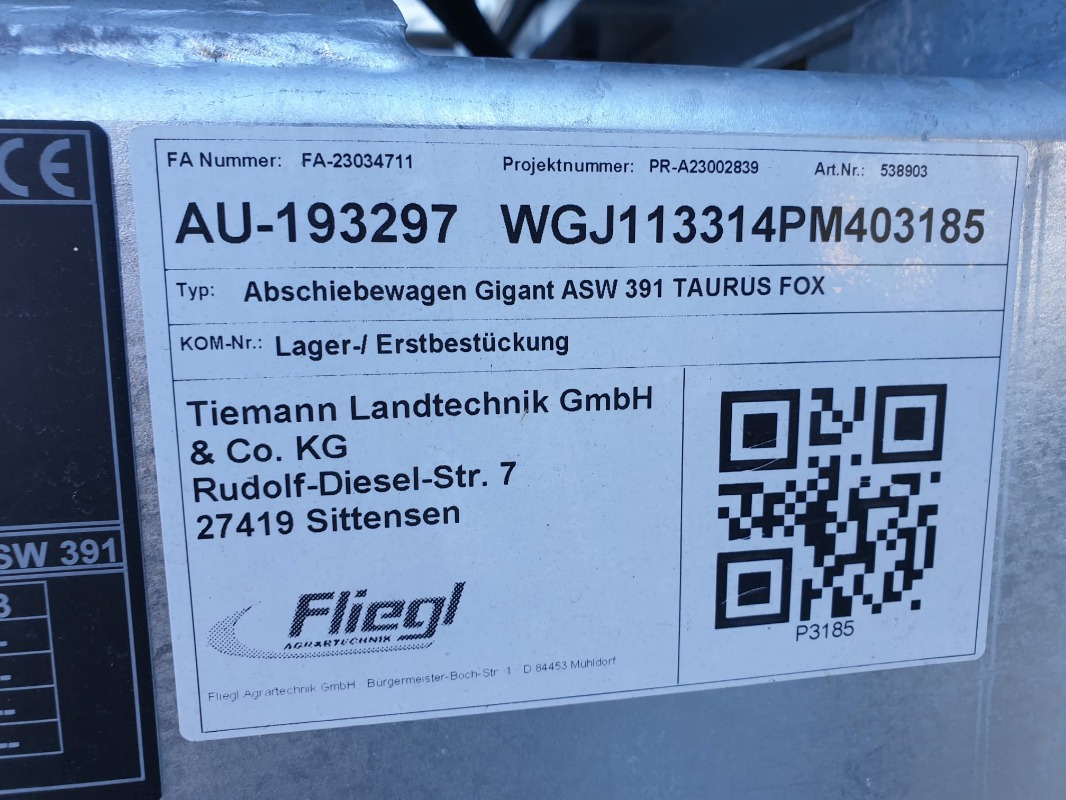 CE
FA Nummer: FA-23034711 Projektnummer: PR-A23002839 Art.Nr.: 538903
AU-193297 WGJ113314PM403185
Typ: Abschiebewagen Gigant ASW 391 TAURUS FOX
KOM-Nr.: Lager-/ Erstbestückung
Tiemann Landtechnik GmbH
& Co. KG
Rudolf-Diesel-Str. 7
27419 Sittensen
SW 391
Fliegl
AGRARTECHNIK
P3185
Fliegl Agrartechnik GmbH Bürgermeister-Boch-Str 1 D 84453 Mühldorf